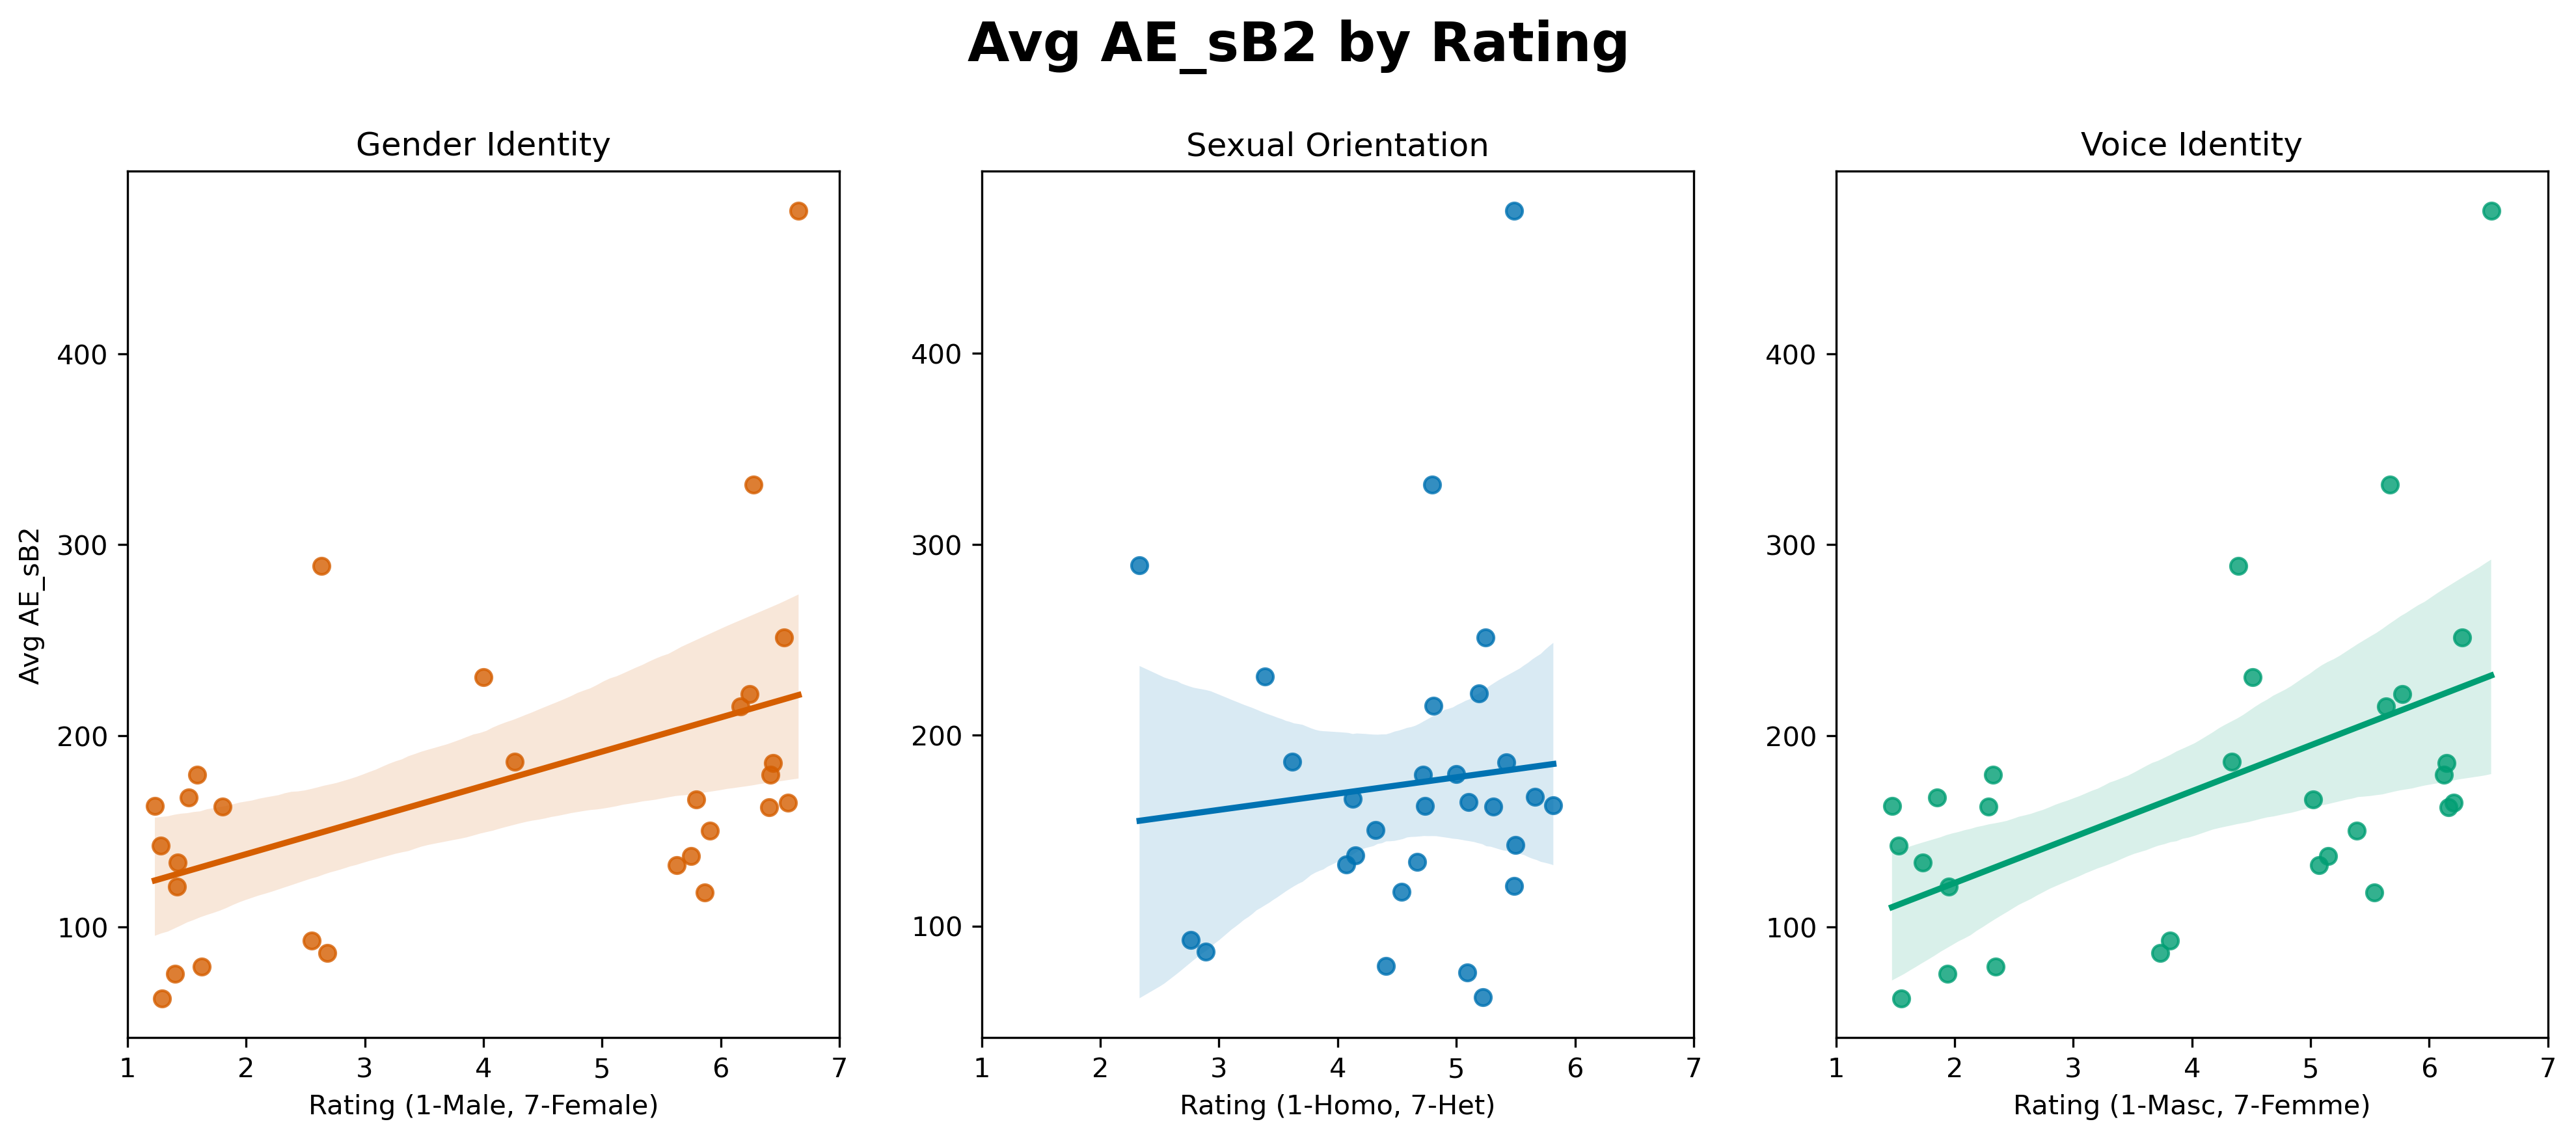 Avg AE_sB2 by Rating
Gender Identity
Sexual Orientation
Voice Identity
Avg AE_sB2
400
300
200
100
1 2 3 4 5 6 7
Rating (1-Male, 7-Female)
400
300
200
100
1 2 3 4 5 6 7
Rating (1-Homo, 7-Het)
400
300
200
100
1 2 3 4 5 6 7
Rating (1-Masc, 7-Femme)